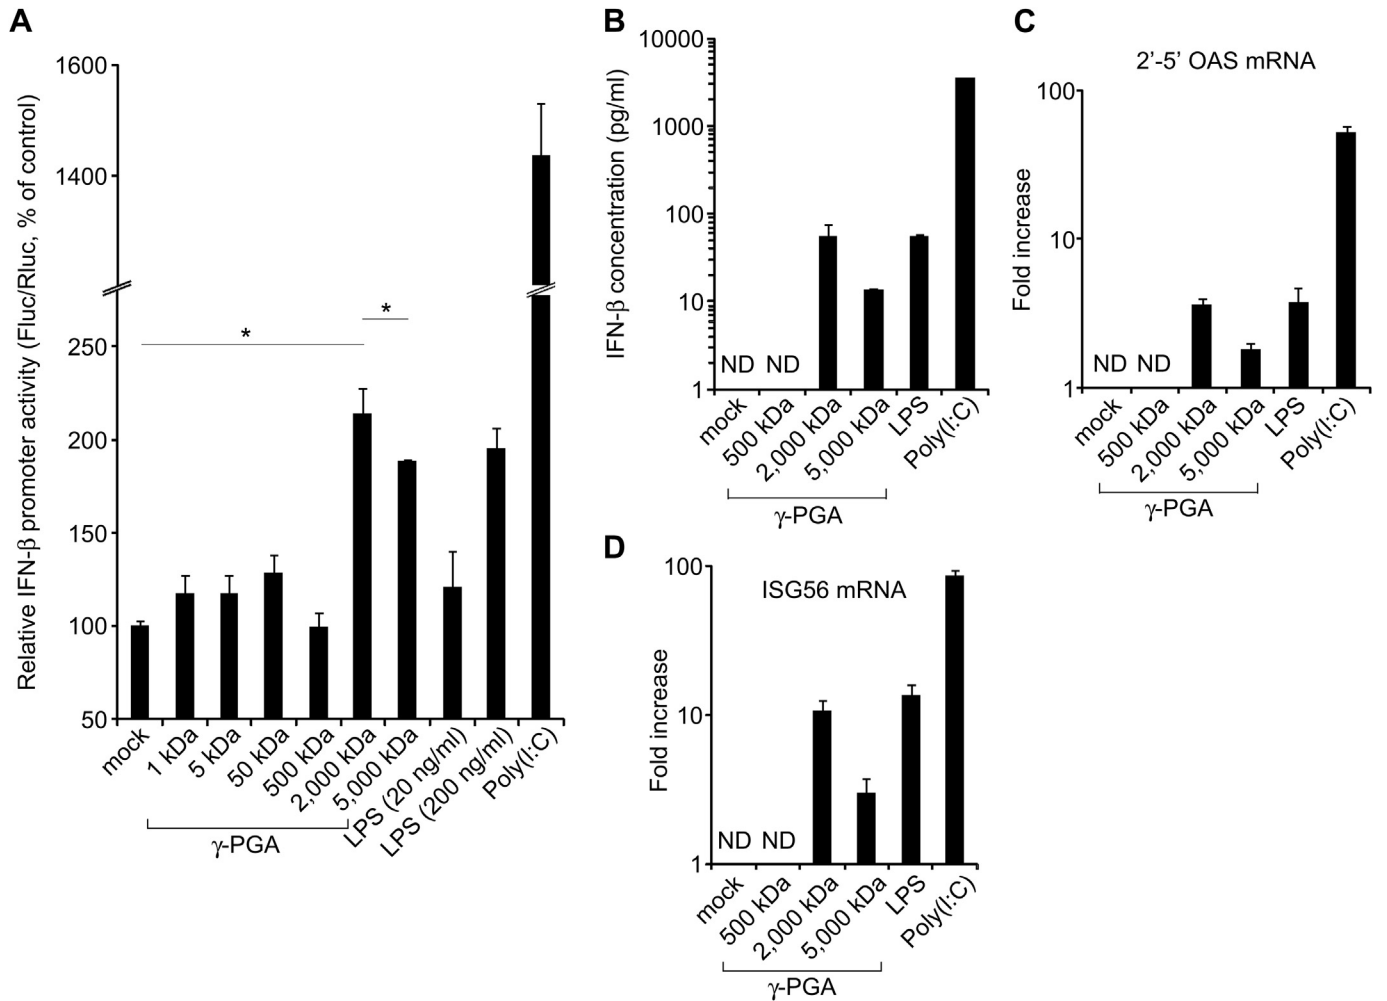 A
Relative IFN-β promoter activity (Fluc/Rluc, % of control)
1600
1400
250
200
150
100
50
*
*
mock
1 kDa
5 kDa
50 kDa
500 kDa
2,000 kDa
5,000 kDa
LPS (20 ng/ml)
LPS (200 ng/ml)
Poly(I:C)
γ-PGA
B
IFN-β concentration (pg/ml)
10000
1000
100
10
1
ND ND
mock
500 kDa
2,000 kDa
5,000 kDa
LPS
Poly(I:C)
γ-PGA
C
2’-5’ OAS mRNA
Fold increase
100
10
1
ND ND
mock
500 kDa
2,000 kDa
5,000 kDa
LPS
Poly(I:C)
γ-PGA
D
ISG56 mRNA
Fold increase
100
10
1
ND ND
mock
500 kDa
2,000 kDa
5,000 kDa
LPS
Poly(I:C)
γ-PGA